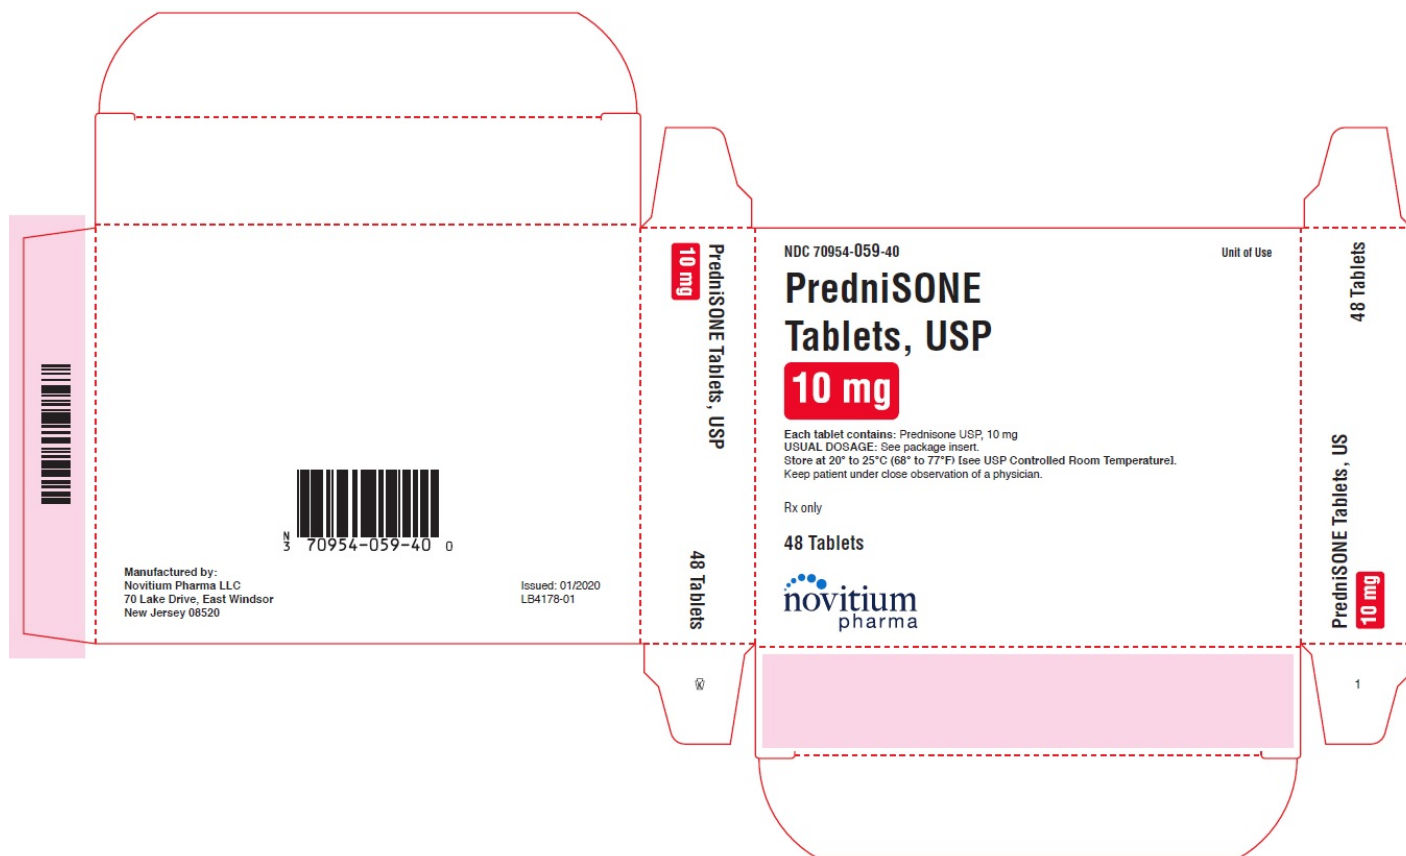 NDC 70954-059-40
Unit of Use
PredniSONE
Tablets, USP
10 mg
Each tablet contains: Prednisone USP, 10 mg
USUAL DOSAGE: See package insert.
Store at 20° to 25°C (68° to 77°F) [see USP Controlled Room Temperature].
Keep patient under close observation of a physician.
Rx only
48 Tablets
novitium
pharma
PredniSONE Tablets, USP
10 mg
48 Tablets
48 Tablets
PredniSONE Tablets, US
10 mg
1
N
3
70954-059-40
0
Manufactured by:
Novitium Pharma LLC
70 Lake Drive, East Windsor
New Jersey 08520
Issued: 01/2020
LB4178-01